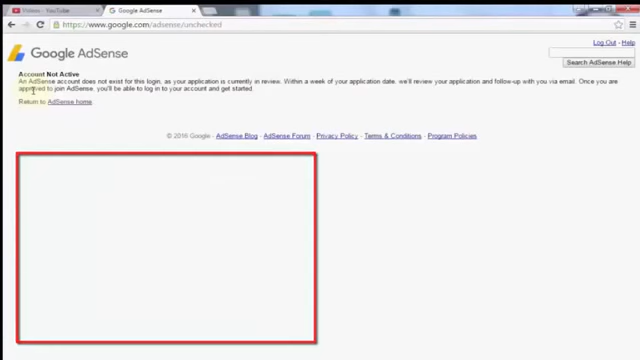 Videos - YouTube
Google AdSense
https://www.google.com/adsense/unchecked
Log Out - Help
Google AdSense
Search AdSense Help
Account Not Active
An AdSense account does not exist for this login, as your application is currently in review. Within a week of your application date, we'll review your application and follow-up with you via email. Once you are
approved to join AdSense, you'll be able to log in to your account and get started.
Return to AdSense home.
© 2016 Google - AdSense Blog - AdSense Forum - Privacy Policy - Terms & Conditions - Program Policies